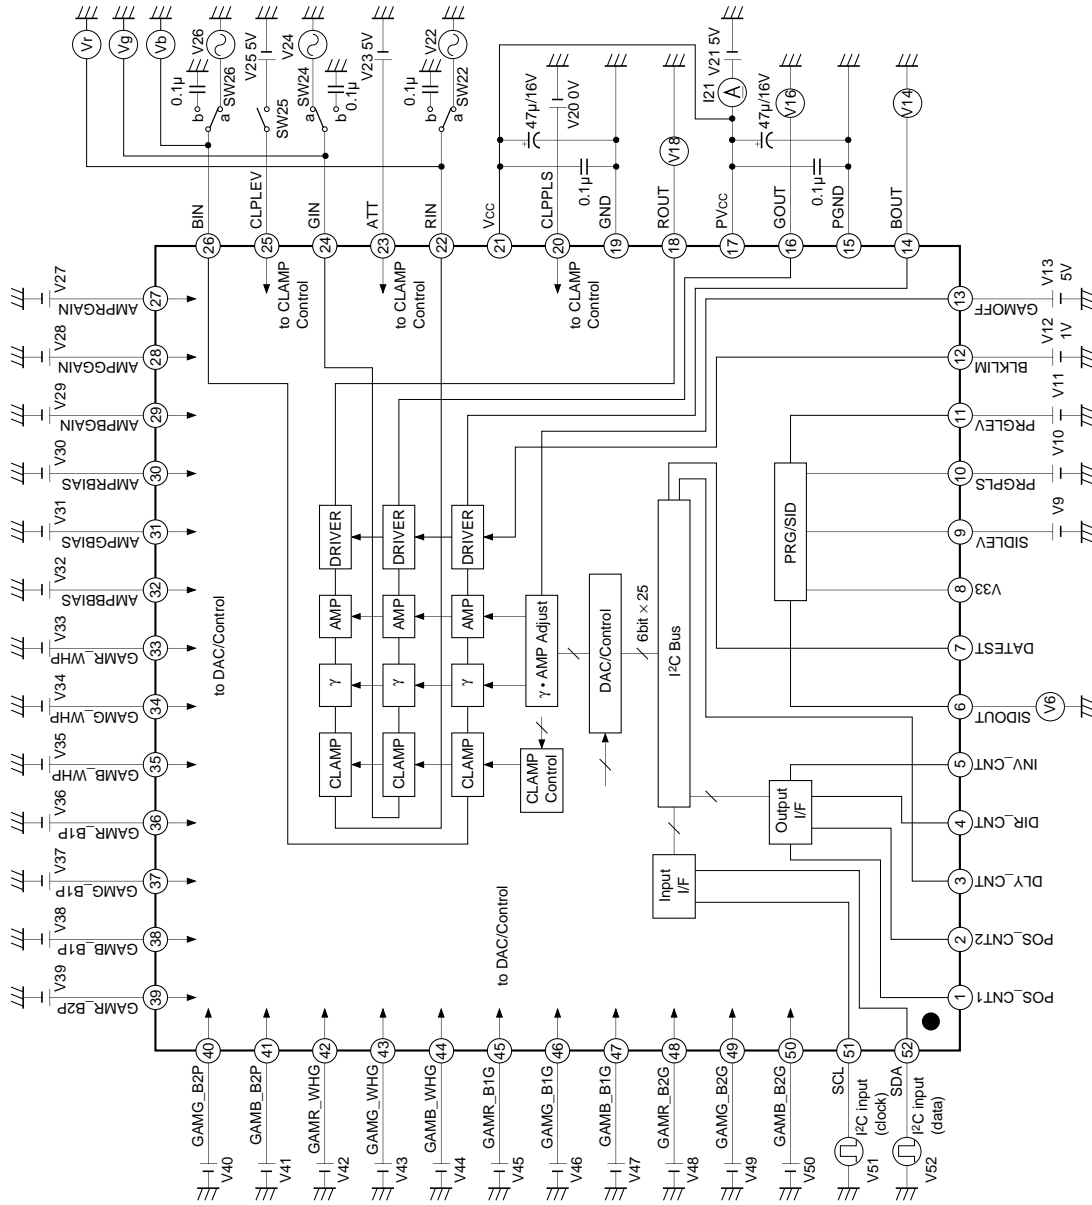 Vr
Vg
Vb
V26
0.1µ
b
a
SW26
V25 5V
SW25
V24
SW24
a
b
0.1µ
V23 5V
V22
0.1µ
b
a
SW22
47µ/16V
+
0.1µ
V20 0V
V18
I21
A
V21 5V
47µ/16V
+
0.1µ
V16
V14
BIN
CLPLEV
GIN
ATT
RIN
Vcc
CLPPLS
GND
ROUT
PVcc
GOUT
PGND
BOUT
26
25
24
23
22
21
20
19
18
17
16
15
14
to CLAMP
Control
to CLAMP
Control
to CLAMP
Control
V27
AMPRGAIN
27
V28
AMPGGAIN
28
V29
AMPBGAIN
29
V30
AMPRBIAS
30
V31
AMPGBIAS
31
V32
AMPBBIAS
32
V33
GAMR_WHP
33
V34
GAMG_WHP
34
V35
GAMB_WHP
35
V36
GAMR_B1P
36
V37
GAMG_B1P
37
V38
GAMB_B1P
38
V39
GAMR_B2P
39
to DAC/Control
DRIVER
DRIVER
DRIVER
AMP
AMP
AMP
γ
γ
γ
CLAMP
CLAMP
CLAMP
γ • AMP Adjust
CLAMP
Control
DAC/Control
6bit × 25
I²C Bus
PRG/SID
Output
I/F
Input
I/F
to DAC/Control
13
GAMOFF
V13
5V
12
BLKLIM
V12
1V
11
PRGLEV
V11
10
PRGPLS
V10
9
SIDLEV
V9
8
V33
7
DATEST
6
SIDOUT
V6
5
INV_CNT
4
DIR_CNT
3
DLY_CNT
2
POS_CNT2
1
POS_CNT1
40
41
42
43
44
45
46
47
48
49
50
51
52
GAMG_B2P
GAMB_B2P
GAMR_WHG
GAMG_WHG
GAMB_WHG
GAMR_B1G
GAMG_B1G
GAMB_B1G
GAMR_B2G
GAMG_B2G
GAMB_B2G
SCL
SDA
I²C input
(clock)
I²C input
(data)
V40
V41
V42
V43
V44
V45
V46
V47
V48
V49
V50
V51
V52